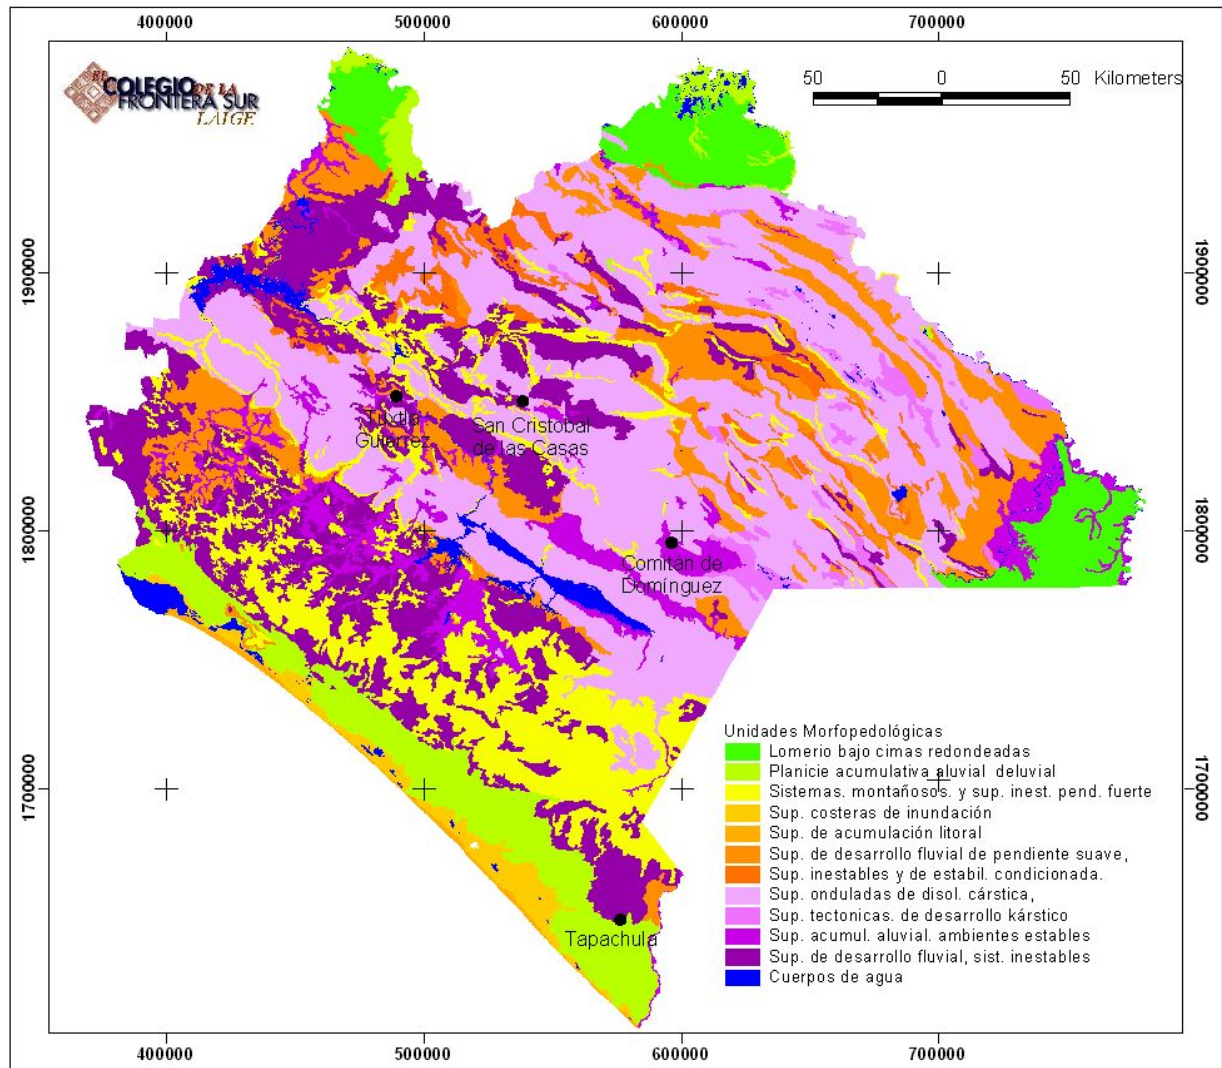 400000 500000 600000 700000
EL
COLEGIO DE LA
FRONTERA SUR
LAIGE
50 0 50 Kilometers
1900000 1900000
Tuxtla
Gutierrez
San Cristobal
de las Casas
1800000 1800000
Comitán de
Domínguez
Unidades Morfopedológicas
Lomerio bajo cimas redondeadas
Planicie acumulativa aluvial deluvial
Sistemas. montañosos. y sup. inest. pend. fuerte
Sup. costeras de inundación
Sup. de acumulación litoral
Sup. de desarrollo fluvial de pendiente suave,
Sup. inestables y de estabil. condicionada.
Sup. onduladas de disol. cárstica,
Sup. tectonicas. de desarrollo kárstico
Sup. acumul. aluvial. ambientes estables
Sup. de desarrollo fluvial, sist. inestables
Cuerpos de agua
1700000 1700000
Tapachula
400000 500000 600000 700000